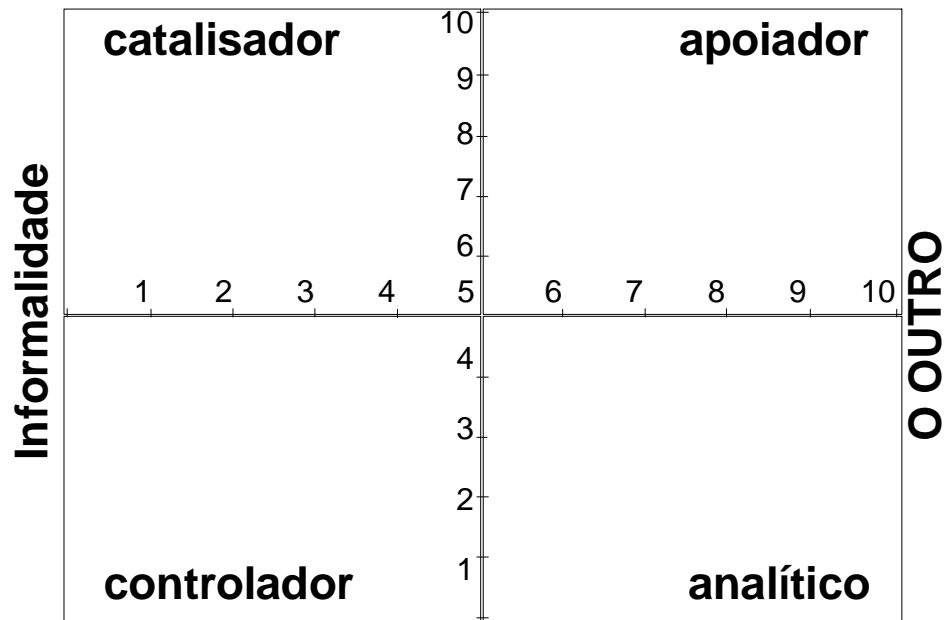 catalisador
apoiador
10
9
8
7
6
Informalidade
1 2 3 4 5 6 7 8 9 10
O OUTRO
4
3
2
1
controlador
analítico